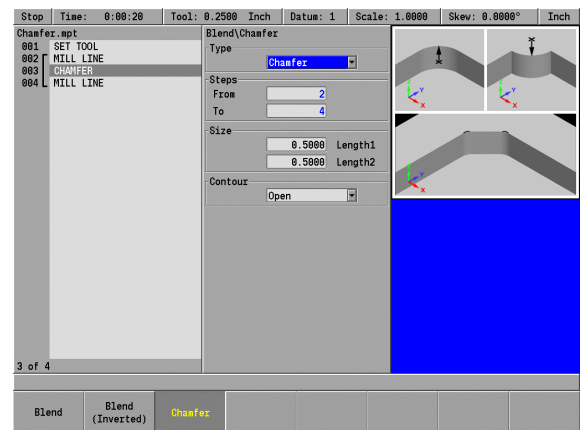 Stop Time: 0:00:20 Tool: 0.2500 Inch Datum: 1 Scale: 1.0000 Skew: 0.0000° Inch
Chamfer.mpt
001 SET TOOL
002 MILL LINE
003 CHAMFER
004 MILL LINE
3 of 4
Blend\Chamfer
Type
Chamfer
Steps
From 2
To 4
Size
0.5000 Length1
0.5000 Length2
Contour
Open
Z Y X
Z Y X
Z Y X
Blend
Blend
(Inverted)
Chamfer